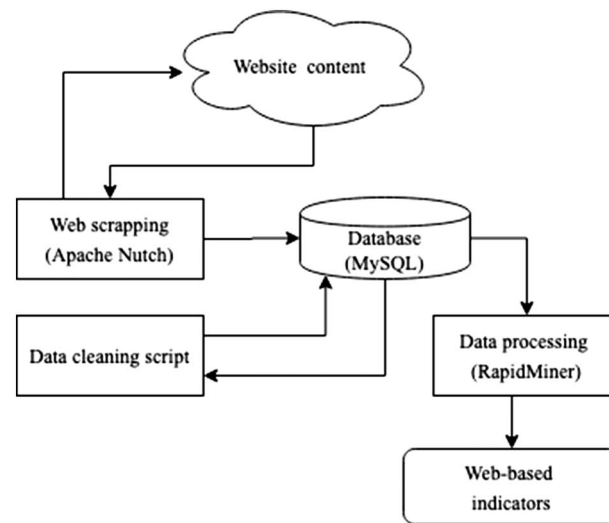 Website content
Web scrapping
(Apache Nutch)
Database
(MySQL)
Data cleaning script
Data processing
(RapidMiner)
Web-based
indicators